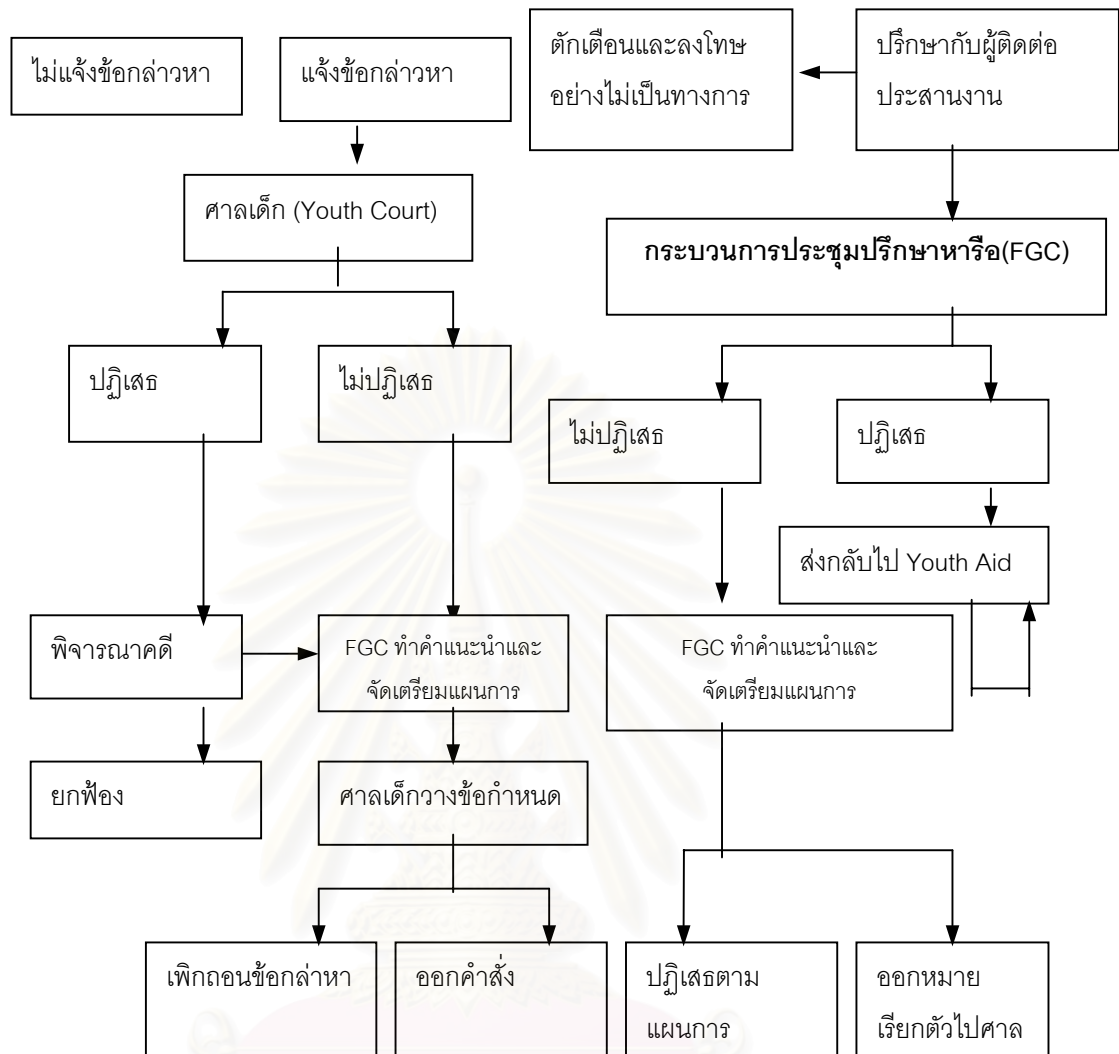 ไม่แจ้งข้อกล่าวหา
แจ้งข้อกล่าวหา
ตักเตือนและลงโทษ
อย่างไม่เป็นทางการ
ปรึกษากับผู้ติดต่อ
ประสานงาน
ศาลเด็ก (Youth Court)
กระบวนการประชุมปรึกษาหารือ(FGC)
ปฏิเสธ
ไม่ปฏิเสธ
ไม่ปฏิเสธ
ปฏิเสธ
ส่งกลับไป Youth Aid
พิจารณาคดี
FGC ทำคำแนะนำและ
จัดเตรียมแผนการ
FGC ทำคำแนะนำและ
จัดเตรียมแผนการ
ยกฟ้อง
ศาลเด็กวางข้อกำหนด
เพิกถอนข้อกล่าหา
ออกคำสั่ง
ปฏิเสธตาม
แผนการ
ออกหมาย
เรียกตัวไปศาล